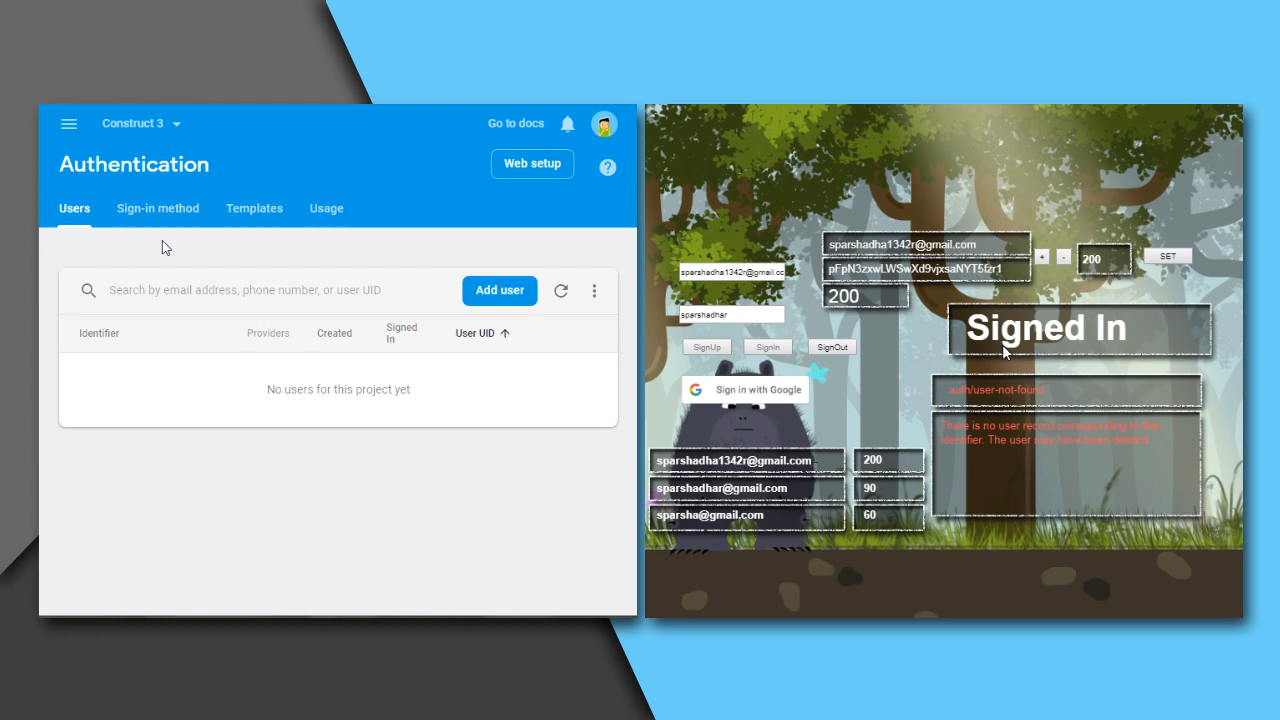 Construct 3
Go to docs
Authentication
Web setup
Users
Sign-in method
Templates
Usage
Search by email address, phone number, or user UID
Add user
Identifier
Providers
Created
Signed
In
User UID
No users for this project yet
sparshadha1342r@gmail.com
pFpN3zxwLWSwXd9vjxsaNYT5fzr1
200
+
-
200
SET
sparshadha1342r@gmail.cc
sparshadhar
SignUp
SignIn
SignOut
Signed In
Sign in with Google
auth/user-not-found
There is no user record corresponding to this
identifier. The user may have been deleted.
sparshadha1342r@gmail.com
200
sparshadhar@gmail.com
90
sparsha@gmail.com
60